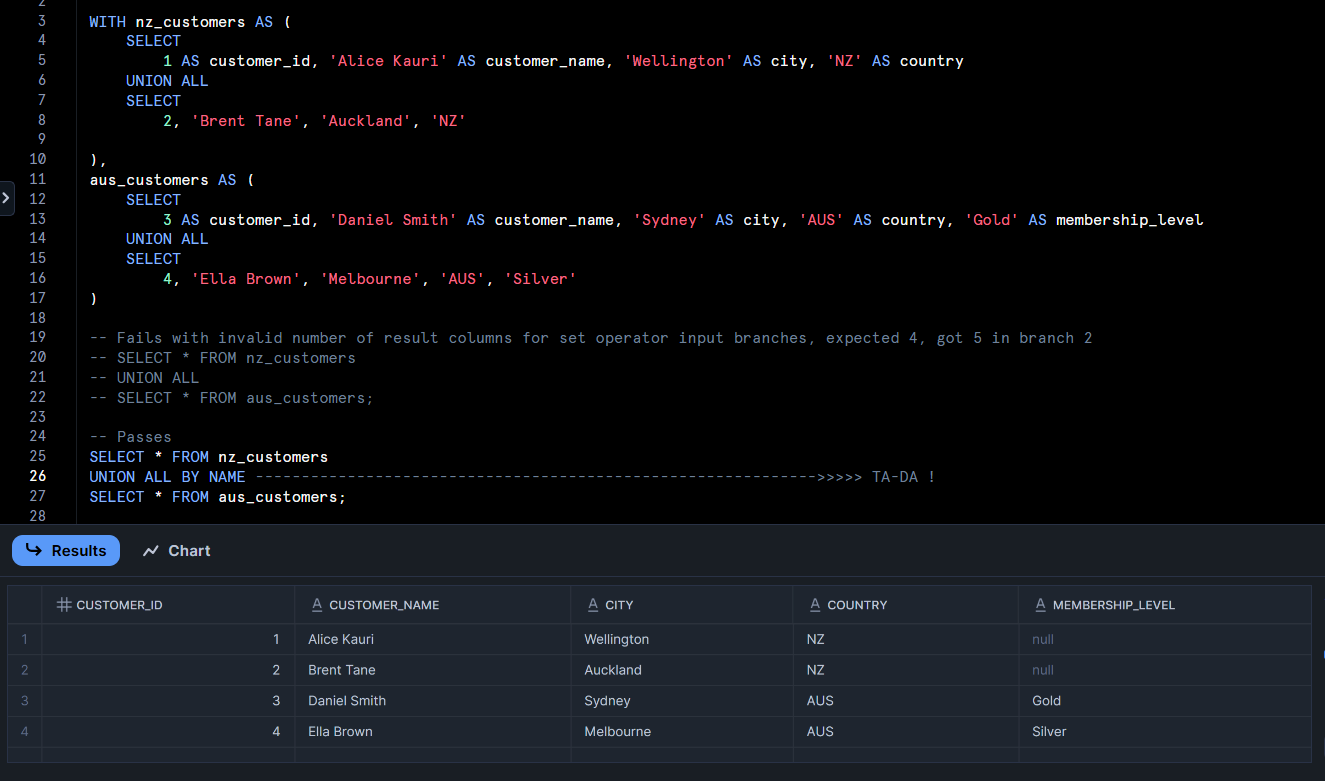 2
3 WITH nz_customers AS (
4 SELECT
5 1 AS customer_id, 'Alice Kauri' AS customer_name, 'Wellington' AS city, 'NZ' AS country
6 UNION ALL
7 SELECT
8 2, 'Brent Tane', 'Auckland', 'NZ'
9
10 ),
11 aus_customers AS (
12 SELECT
13 3 AS customer_id, 'Daniel Smith' AS customer_name, 'Sydney' AS city, 'AUS' AS country, 'Gold' AS membership_level
14 UNION ALL
15 SELECT
16 4, 'Ella Brown', 'Melbourne', 'AUS', 'Silver'
17 )
18
19 -- Fails with invalid number of result columns for set operator input branches, expected 4, got 5 in branch 2
20 -- SELECT * FROM nz_customers
21 -- UNION ALL
22 -- SELECT * FROM aus_customers;
23
24 -- Passes
25 SELECT * FROM nz_customers
26 UNION ALL BY NAME ------------------------------------------------------------->>>>> TA-DA !
27 SELECT * FROM aus_customers;
28
Results Chart
CUSTOMER_ID A CUSTOMER_NAME A CITY A COUNTRY A MEMBERSHIP_LEVEL
1 1 Alice Kauri Wellington NZ null
2 2 Brent Tane Auckland NZ null
3 3 Daniel Smith Sydney AUS Gold
4 4 Ella Brown Melbourne AUS Silver